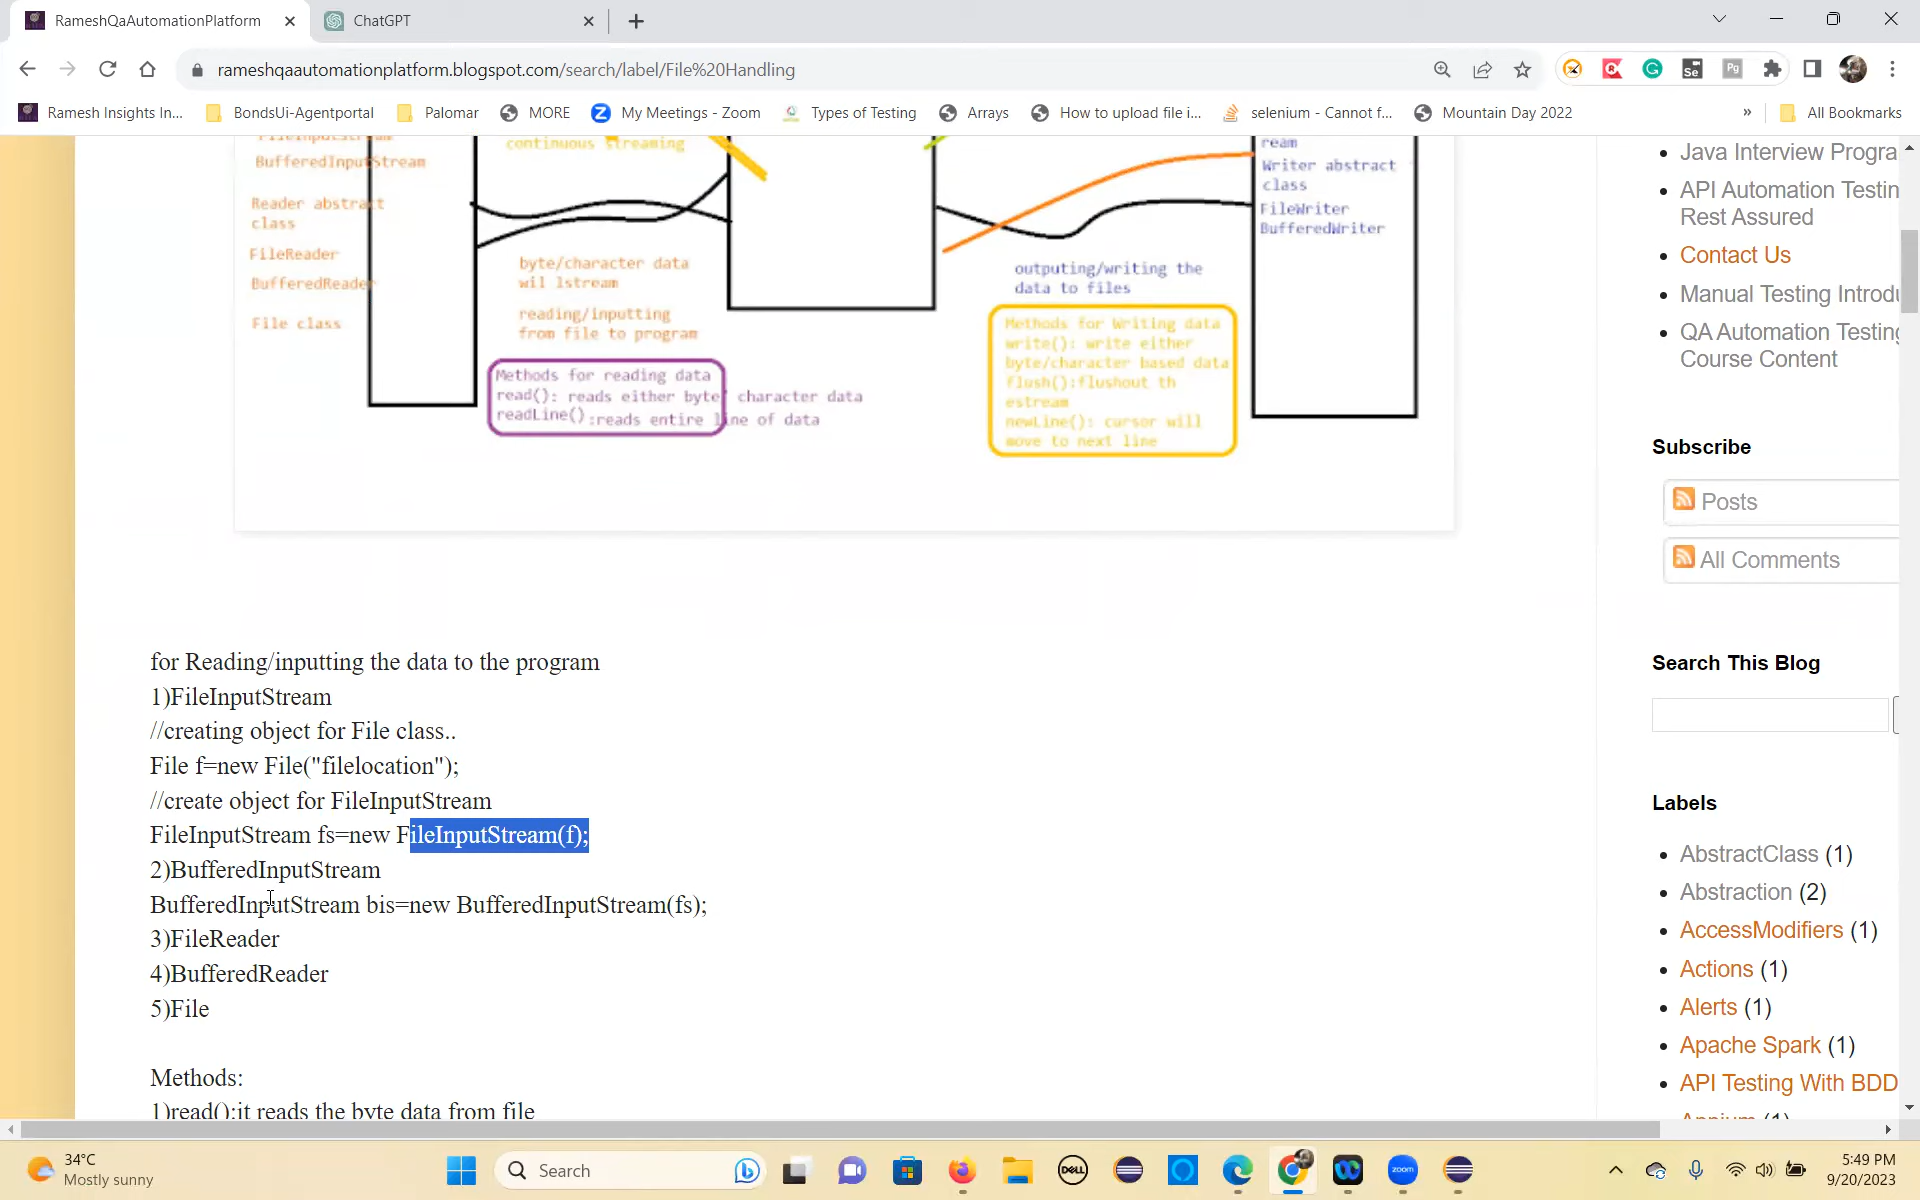 RameshQaAutomationPlatform
ChatGPT
rameshqaautomationplatform.blogspot.com/search/label/File%20Handling
Ramesh Insights In...
BondsUi-Agentportal
Palomar
MORE
My Meetings - Zoom
Types of Testing
Arrays
How to upload file i...
selenium - Cannot f...
Mountain Day 2022
»
All Bookmarks
FileInputStream
BufferedInputStream
Reader abstract
class
FileReader
BufferedReader
File class
continuous streaming
byte/character data
wil lstream
reading/inputting
from file to program
Methods for reading data
read(): reads either byte/ character data
readLine():reads entire line of data
outputing/writing the
data to files
Methods for Writing data
write(): write either
byte/character based data
flush():flushout th
estream
newLine(): cursor will
move to next line
ream
Writer abstract
class
FileWriter
BufferedWriter
for Reading/inputting the data to the program
1)FileInputStream
//creating object for File class..
File f=new File("filelocation");
//create object for FileInputStream
FileInputStream fs=new FileInputStream(f);
2)BufferedInputStream
BufferedInputStream bis=new BufferedInputStream(fs);
3)FileReader
4)BufferedReader
5)File
Methods:
1)read():it reads the byte data from file
Java Interview Progra
API Automation Testin
Rest Assured
Contact Us
Manual Testing Introdu
QA Automation Testing
Course Content
Subscribe
Posts
All Comments
Search This Blog
Labels
AbstractClass (1)
Abstraction (2)
AccessModifiers (1)
Actions (1)
Alerts (1)
Apache Spark (1)
API Testing With BDD
34°C
Mostly sunny
Search
DELL
zoom
5:49 PM
9/20/2023